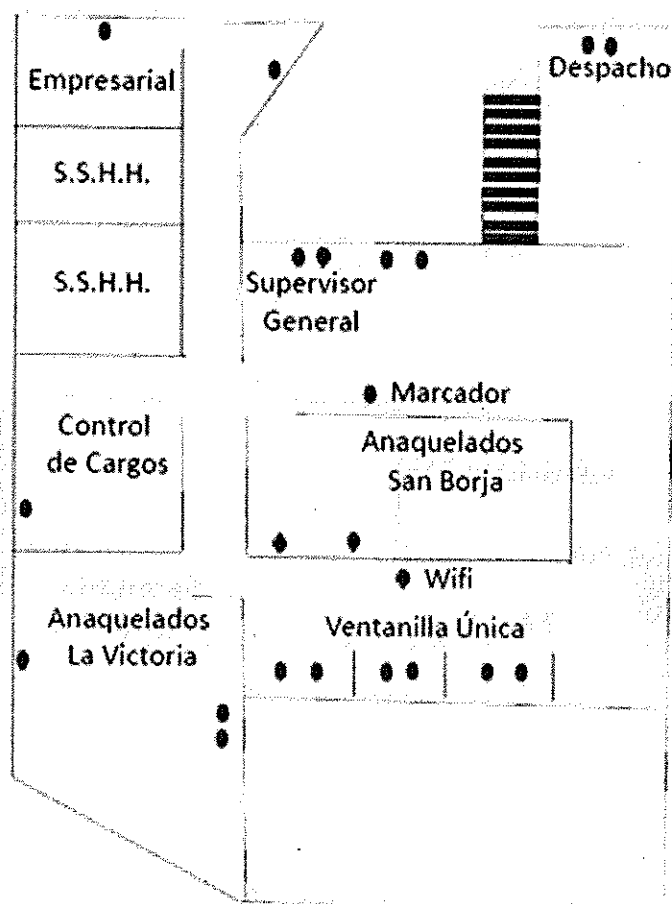 Empresarial
Despacho
S.S.H.H.
S.S.H.H.
Supervisor
General
Marcador
Control
de Cargos
Anaquelados
San Borja
Wifi
Anaquelados
La Victoria
Ventanilla Única